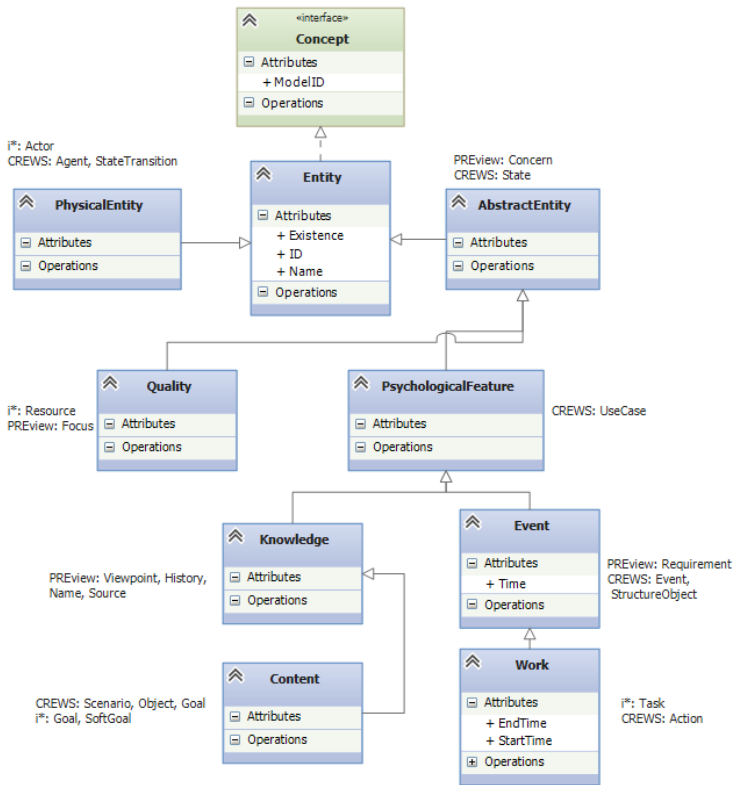 «interface»
Concept
Attributes
+ ModelID
Operations
i*: Actor
CREWS: Agent, StateTransition
PhysicalEntity
Attributes
Operations
Entity
Attributes
+ Existence
+ ID
+ Name
Operations
PREview: Concern
CREWS: State
AbstractEntity
Attributes
Operations
i*: Resource
PREview: Focus
Quality
Attributes
Operations
PsychologicalFeature
Attributes
Operations
CREWS: UseCase
PREview: Viewpoint, History,
Name, Source
Knowledge
Attributes
Operations
Event
Attributes
+ Time
Operations
PREview: Requirement
CREWS: Event,
StructureObject
CREWS: Scenario, Object, Goal
i*: Goal, SoftGoal
Content
Attributes
Operations
Work
Attributes
+ EndTime
+ StartTime
Operations
i*: Task
CREWS: Action